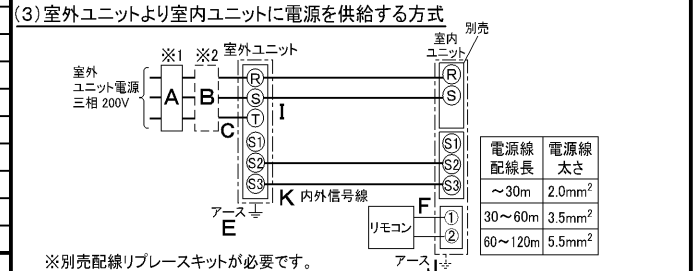 (3)室外ユニットより室内ユニットに電源を供給する方式
※1 ※2 室外ユニット
室内
ユニット
別売
室外
ユニット電源
三相 200V
A
B
C
R
S
T
S1
S2
S3
I
R
S
S1
S2
S3
K 内外信号線
アース
E
リモコン
F
①
②
アース
J
電源線
配線長
電源線
太さ
~30m 2.0mm²
30~60m 3.5mm²
60~120m 5.5mm²
※別売配線リプレースキットが必要です。